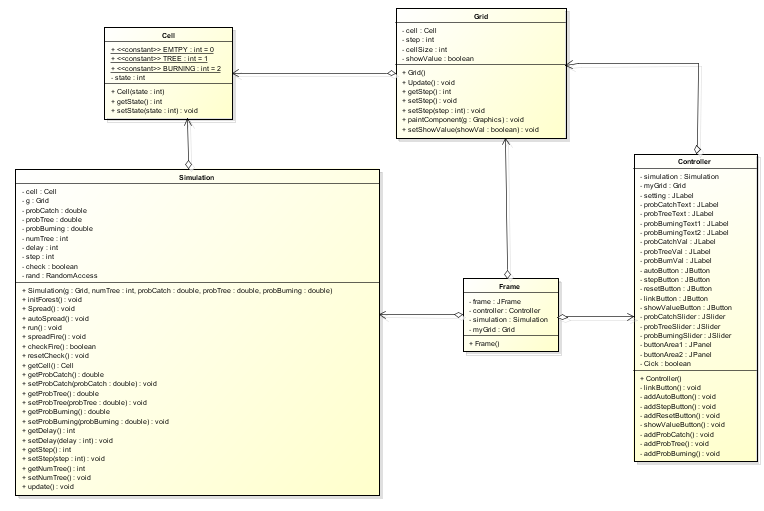 Cell
+ <<constant>> EMTPY : int = 0
+ <<constant>> TREE : int = 1
+ <<constant>> BURNING : int = 2
- state : int
+ Cell(state : int)
+ getState() : int
+ setState(state : int) : void
Grid
- cell : Cell
- step : int
- cellSize : int
- showValue : boolean
+ Grid()
+ Update() : void
+ getStep() : int
+ setStep() : void
+ setStep(step : int) : void
+ paintComponent(g : Graphics) : void
+ setShowValue(showVal : boolean) : void
Simulation
- cell : Cell
- g : Grid
- probCatch : double
- probTree : double
- probBurning : double
- numTree : int
- delay : int
- step : int
- check : boolean
- rand : RandomAccess
+ Simulation(g : Grid, numTree : int, probCatch : double, probTree : double, probBurning : double)
+ initForest() : void
+ Spread() : void
+ autoSpread() : void
+ run() : void
+ spreadFire() : void
+ checkFire() : boolean
+ resetCheck() : void
+ getCell() : Cell
+ getProbCatch() : double
+ setProbCatch(probCatch : double) : void
+ getProbTree() : double
+ setProbTree(probTree : double) : void
+ getProbBurning() : double
+ setProbBurning(probBurning : double) : void
+ getDelay() : int
+ setDelay(delay : int) : void
+ getStep() : int
+ setStep(step : int) : void
+ getNumTree() : int
+ setNumTree() : void
+ update() : void
Frame
- frame : JFrame
- controller : Controller
- simulation : Simulation
- myGrid : Grid
+ Frame()
Controller
- simulation : Simulation
- myGrid : Grid
- setting : JLabel
- probCatchText : JLabel
- probTreeText : JLabel
- probBurningText1 : JLabel
- probBurningText2 : JLabel
- probCatchVal : JLabel
- probTreeVal : JLabel
- probBurnVal : JLabel
- autoButton : JButton
- stepButton : JButton
- resetButton : JButton
- linkButton : JButton
- showValueButton : JButton
- probCatchSlider : JSlider
- probTreeSlider : JSlider
- probBurningSlider : JSlider
- buttonArea1 : JPanel
- buttonArea2 : JPanel
- Cick : boolean
+ Controller()
- linkButton() : void
- addAutoButton() : void
- addStepButton() : void
- addResetButton() : void
- showValueButton() : void
- addProbCatch() : void
- addProbTree() : void
- addProbBurning() : void